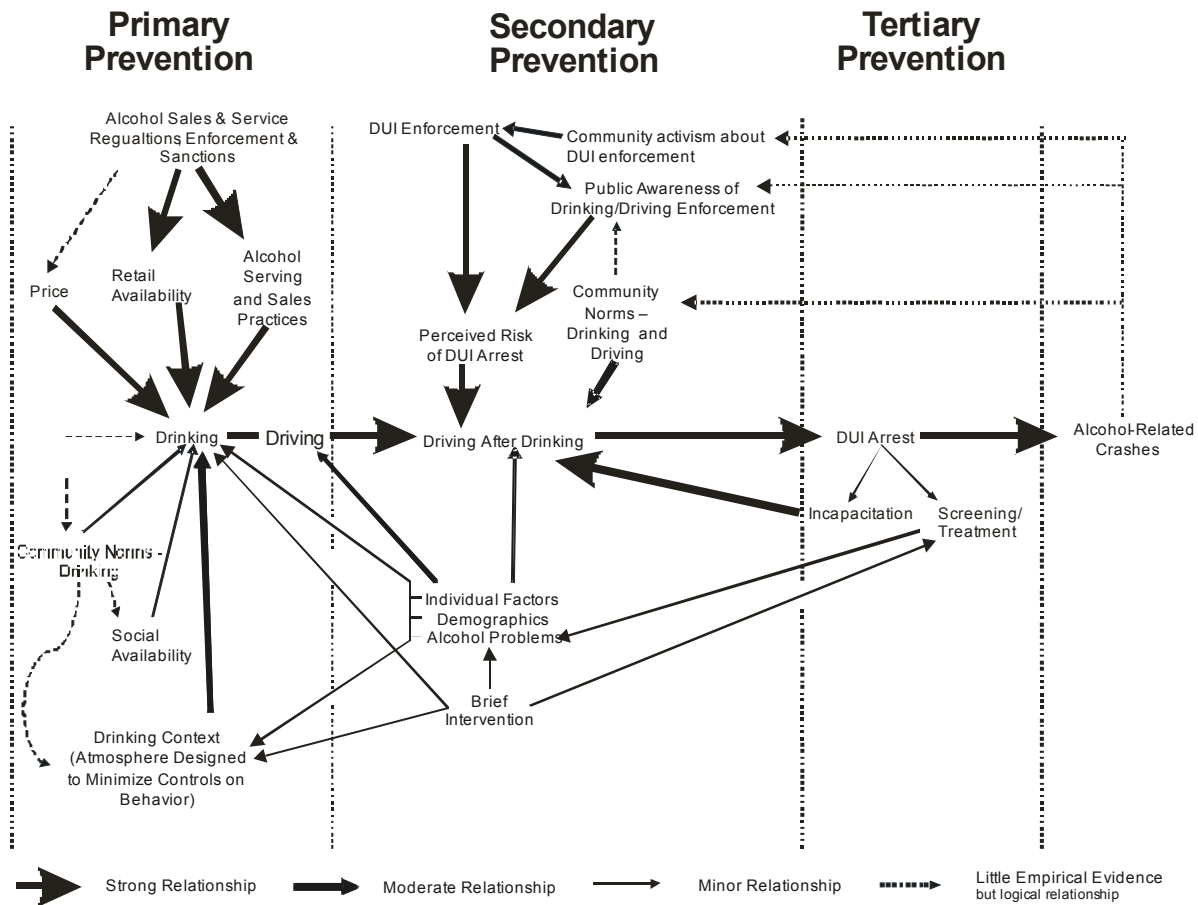 Primary
Prevention
Secondary
Prevention
Tertiary
Prevention
Alcohol Sales & Service
Regualtions Enforcement &
Sanctions
DUI Enforcement
Community activism about
DUI enforcement
Public Awareness of
Drinking/Driving Enforcement
Price
Retail
Availability
Alcohol
Serving
and Sales
Practices
Perceived Risk
of DUI Arrest
Community
Norms –
Drinking and
Driving
Drinking
Driving
Driving After Drinking
DUI Arrest
Alcohol-Related
Crashes
Incapacitation
Screening/
Treatment
Community Norms -
Drinking
Social
Availability
Individual Factors
Demographics
Alcohol Problems
Brief
Intervention
Drinking Context
(Atmosphere Designed
to Minimize Controls on
Behavior)
Strong Relationship
Moderate Relationship
Minor Relationship
Little Empirical Evidence
but logical relationship